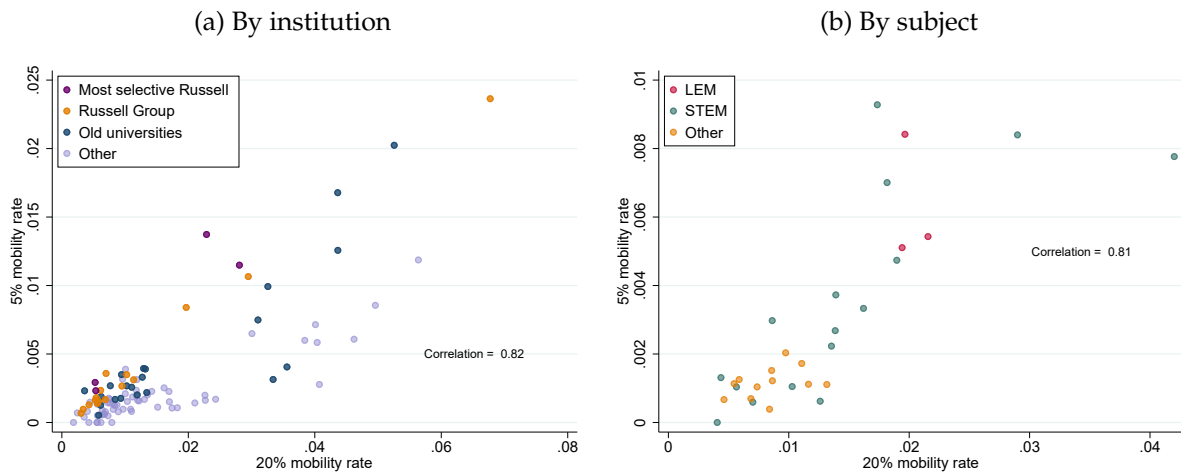 (a) By institution
Most selective Russell
Russell Group
Old universities
Other
.025
.02
.015
.01
.005
0
5% mobility rate
Correlation = 0.82
0
.02
.04
.06
.08
20% mobility rate
(b) By subject
LEM
STEM
Other
.01
.008
.006
.004
.002
0
5% mobility rate
Correlation = 0.81
0
.01
.02
.03
.04
20% mobility rate